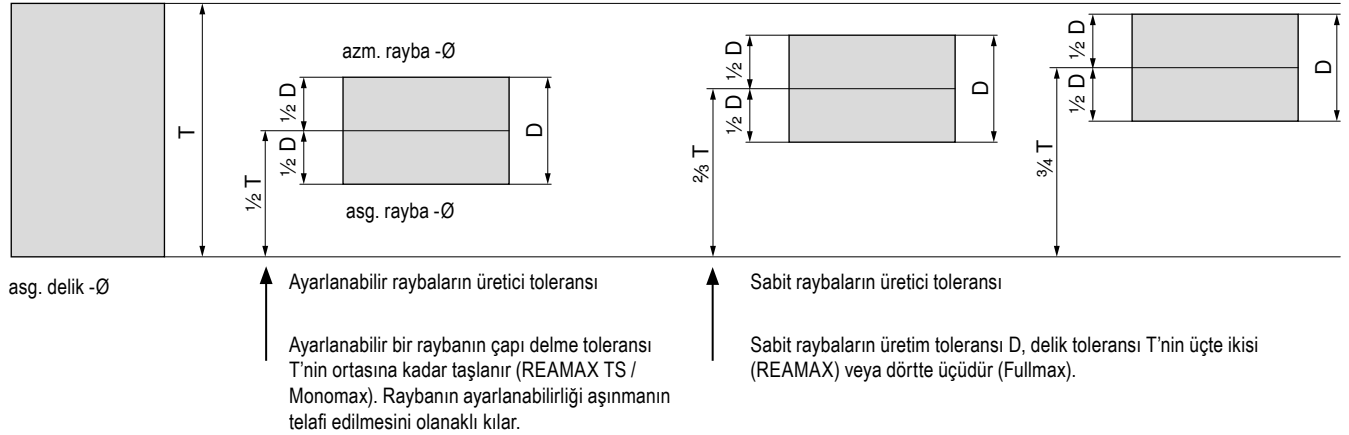 T
azm. rayba -Ø
½ D
½ D
D
½ T
asg. rayba -Ø
½ D
½ D
D
⅔ T
½ D
½ D
D
¾ T
asg. delik -Ø
Ayarlanabilir raybaların üretici toleransı
Ayarlanabilir bir raybanın çapı delme toleransı
T’nin ortasına kadar taşlanır (REAMAX TS /
Monomax). Raybanın ayarlanabilirliği aşınmanın
telafi edilmesini olanaklı kılar.
Sabit raybaların üretici toleransı
Sabit raybaların üretim toleransı D, delik toleransı T’nin üçte ikisi
(REAMAX) veya dörtte üçüdür (Fullmax).